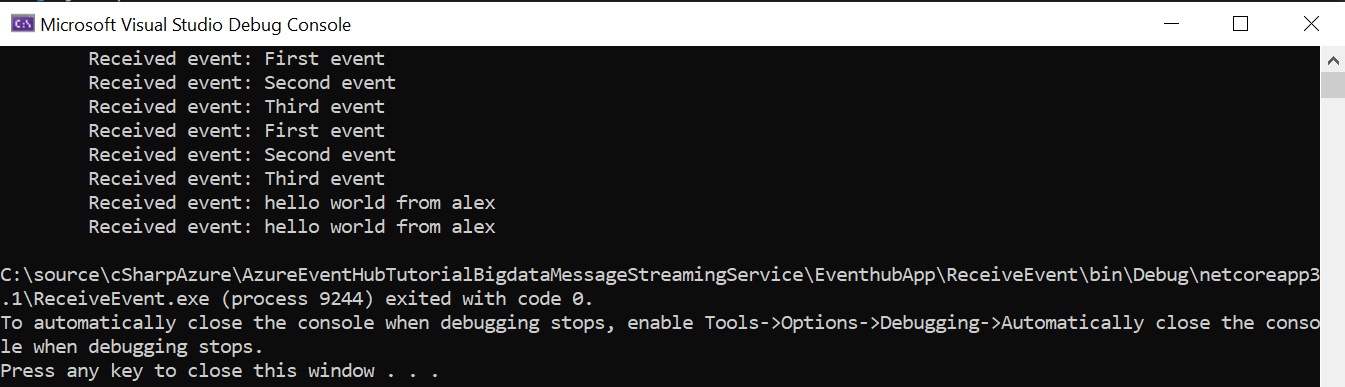 Microsoft Visual Studio Debug Console
Received event: First event
Received event: Second event
Received event: Third event
Received event: First event
Received event: Second event
Received event: Third event
Received event: hello world from alex
Received event: hello world from alex
C:\source\cSharpAzure\AzureEventHubTutorialBigdataMessageStreamingService\EventhubApp\ReceiveEvent\bin\Debug\netcoreapp3
.1\ReceiveEvent.exe (process 9244) exited with code 0.
To automatically close the console when debugging stops, enable Tools->Options->Debugging->Automatically close the conso
le when debugging stops.
Press any key to close this window . . .